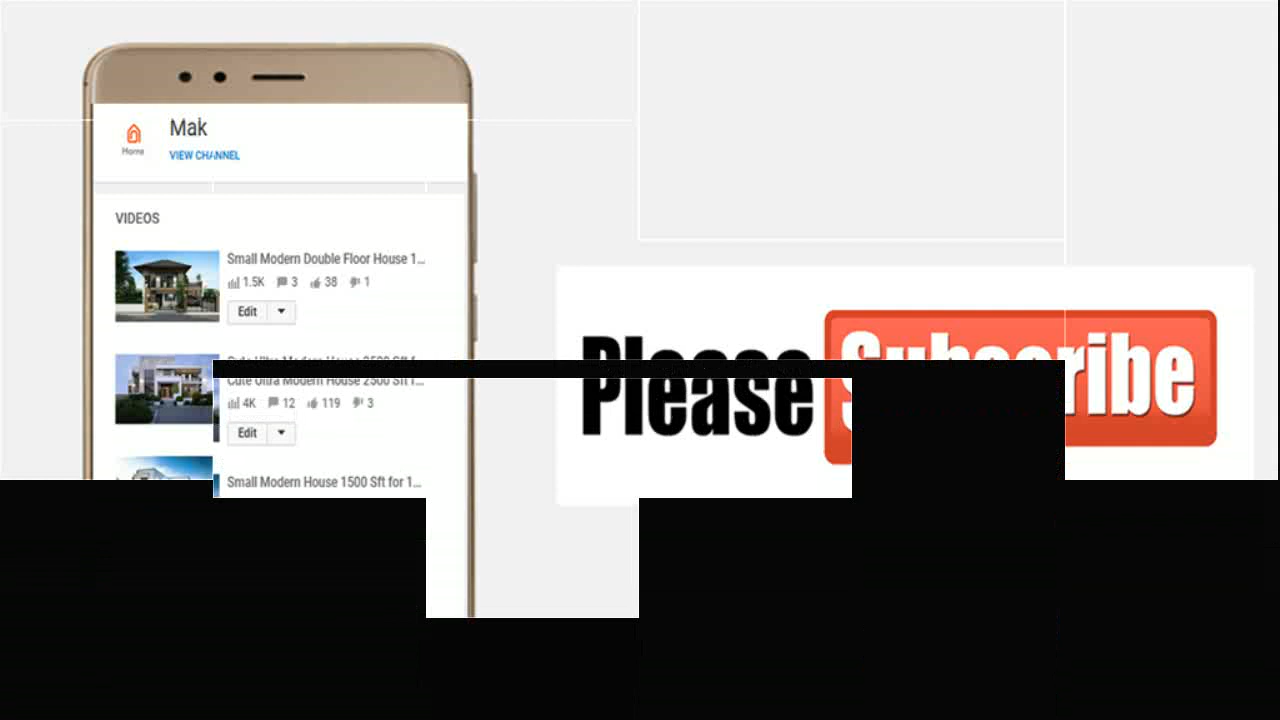 Mak
Home
VIEW CHANNEL
VIDEOS
Small Modern Double Floor House 1...
1.5K 3 38 1
Edit
Cute Ultra Modern House 2500 Sft f...
4K 12 119 3
Edit
Small Modern House 1500 Sft for 1...
Please Subscribe